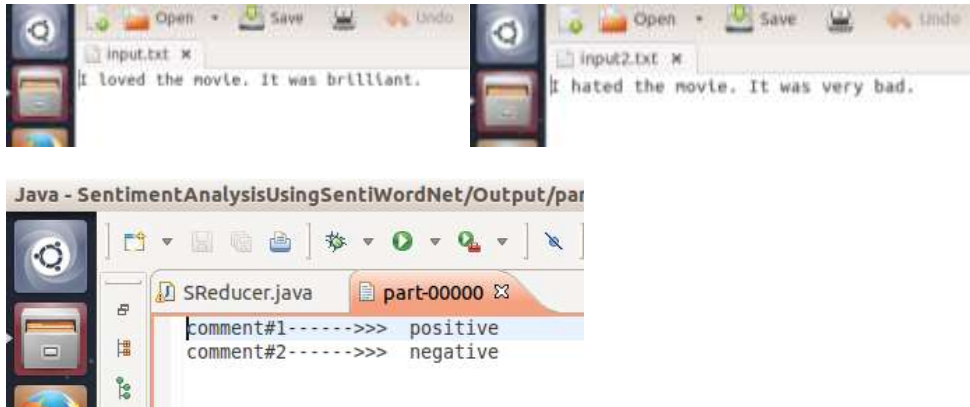 Open Save Undo
input.txt ×
I loved the movie. It was brilliant.
Open Save Undo
input2.txt ×
I hated the movie. It was very bad.
Java - SentimentAnalysisUsingSentiWordNet/Output/par
SReducer.java part-00000
comment#1------>>> positive
comment#2------>>> negative